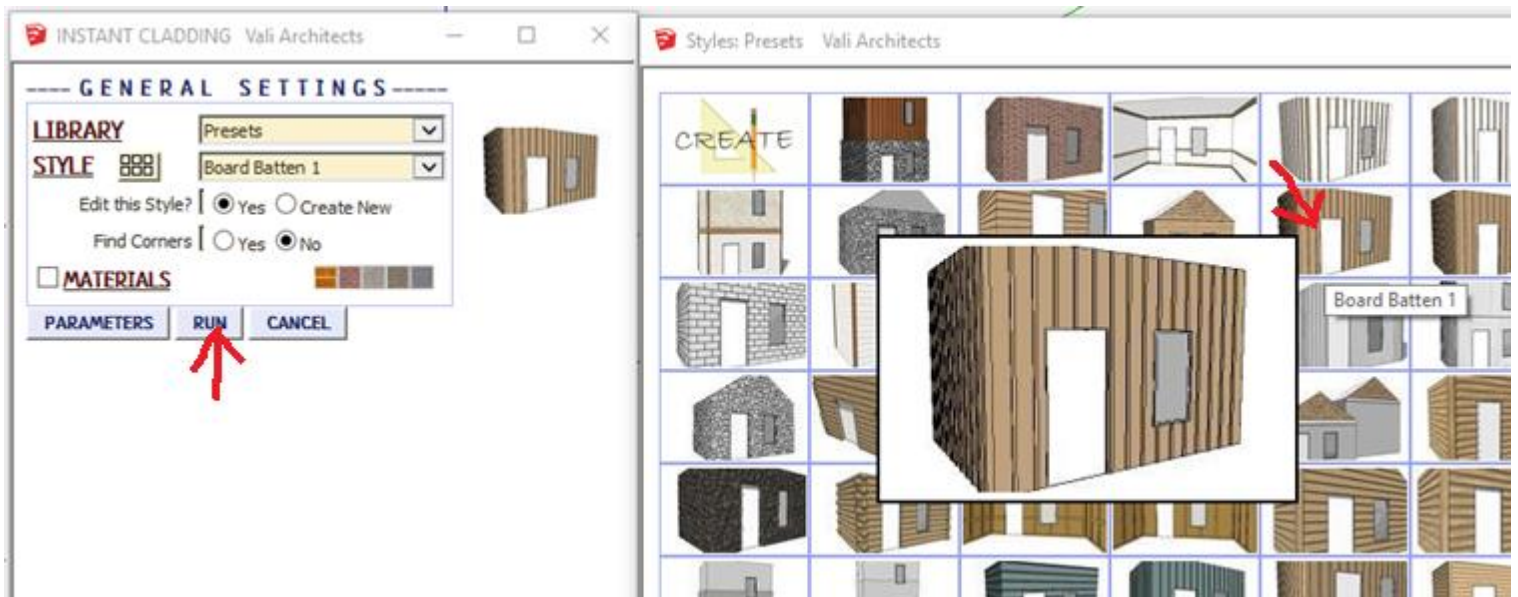 INSTANT CLADDING Vali Architects
---- GENERAL SETTINGS-----
LIBRARY Presets
STYLE Board Batten 1
Edit this Style? [ Yes Create New
Find Corners [ Yes No
MATERIALS
PARAMETERS RUN CANCEL
Styles: Presets Vali Architects
CREATE
Board Batten 1